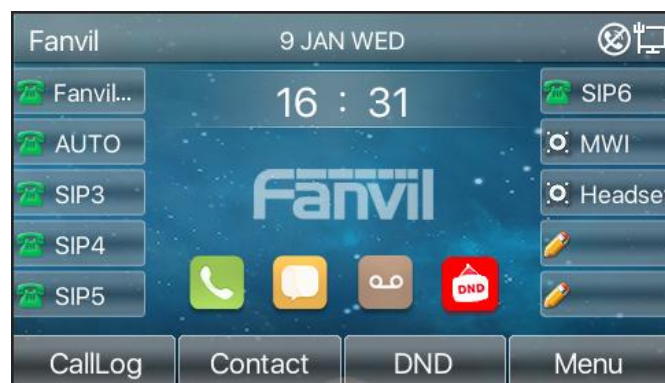 Fanvil 9 JAN WED
Fanvil... 16 : 31 SIP6
AUTO MWI
SIP3 Fanvil Headse
SIP4
SIP5 DND
CallLog Contact DND Menu